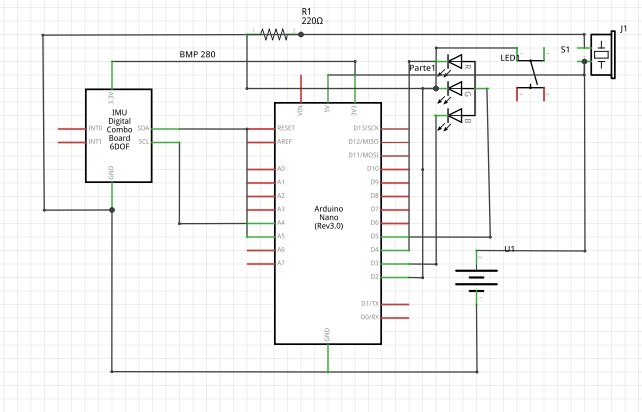 R1
220Ω
J1
S1
BMP 280
LED1
Parte1
R
G
B
3.3V
IMU
Digital
Combo
Board
6DOF
INT0
INT1
SDA
SCL
GND
VIN
5V
3V3
RESET
AREF
A0
A1
A2
A3
A4
A5
A6
A7
Arduino
Nano
(Rev3.0)
D13/SCK
D12/MISO
D11/MOSI
D10
D9
D8
D7
D6
D5
D4
D3
D2
D1/TX
D0/RX
GND
U1